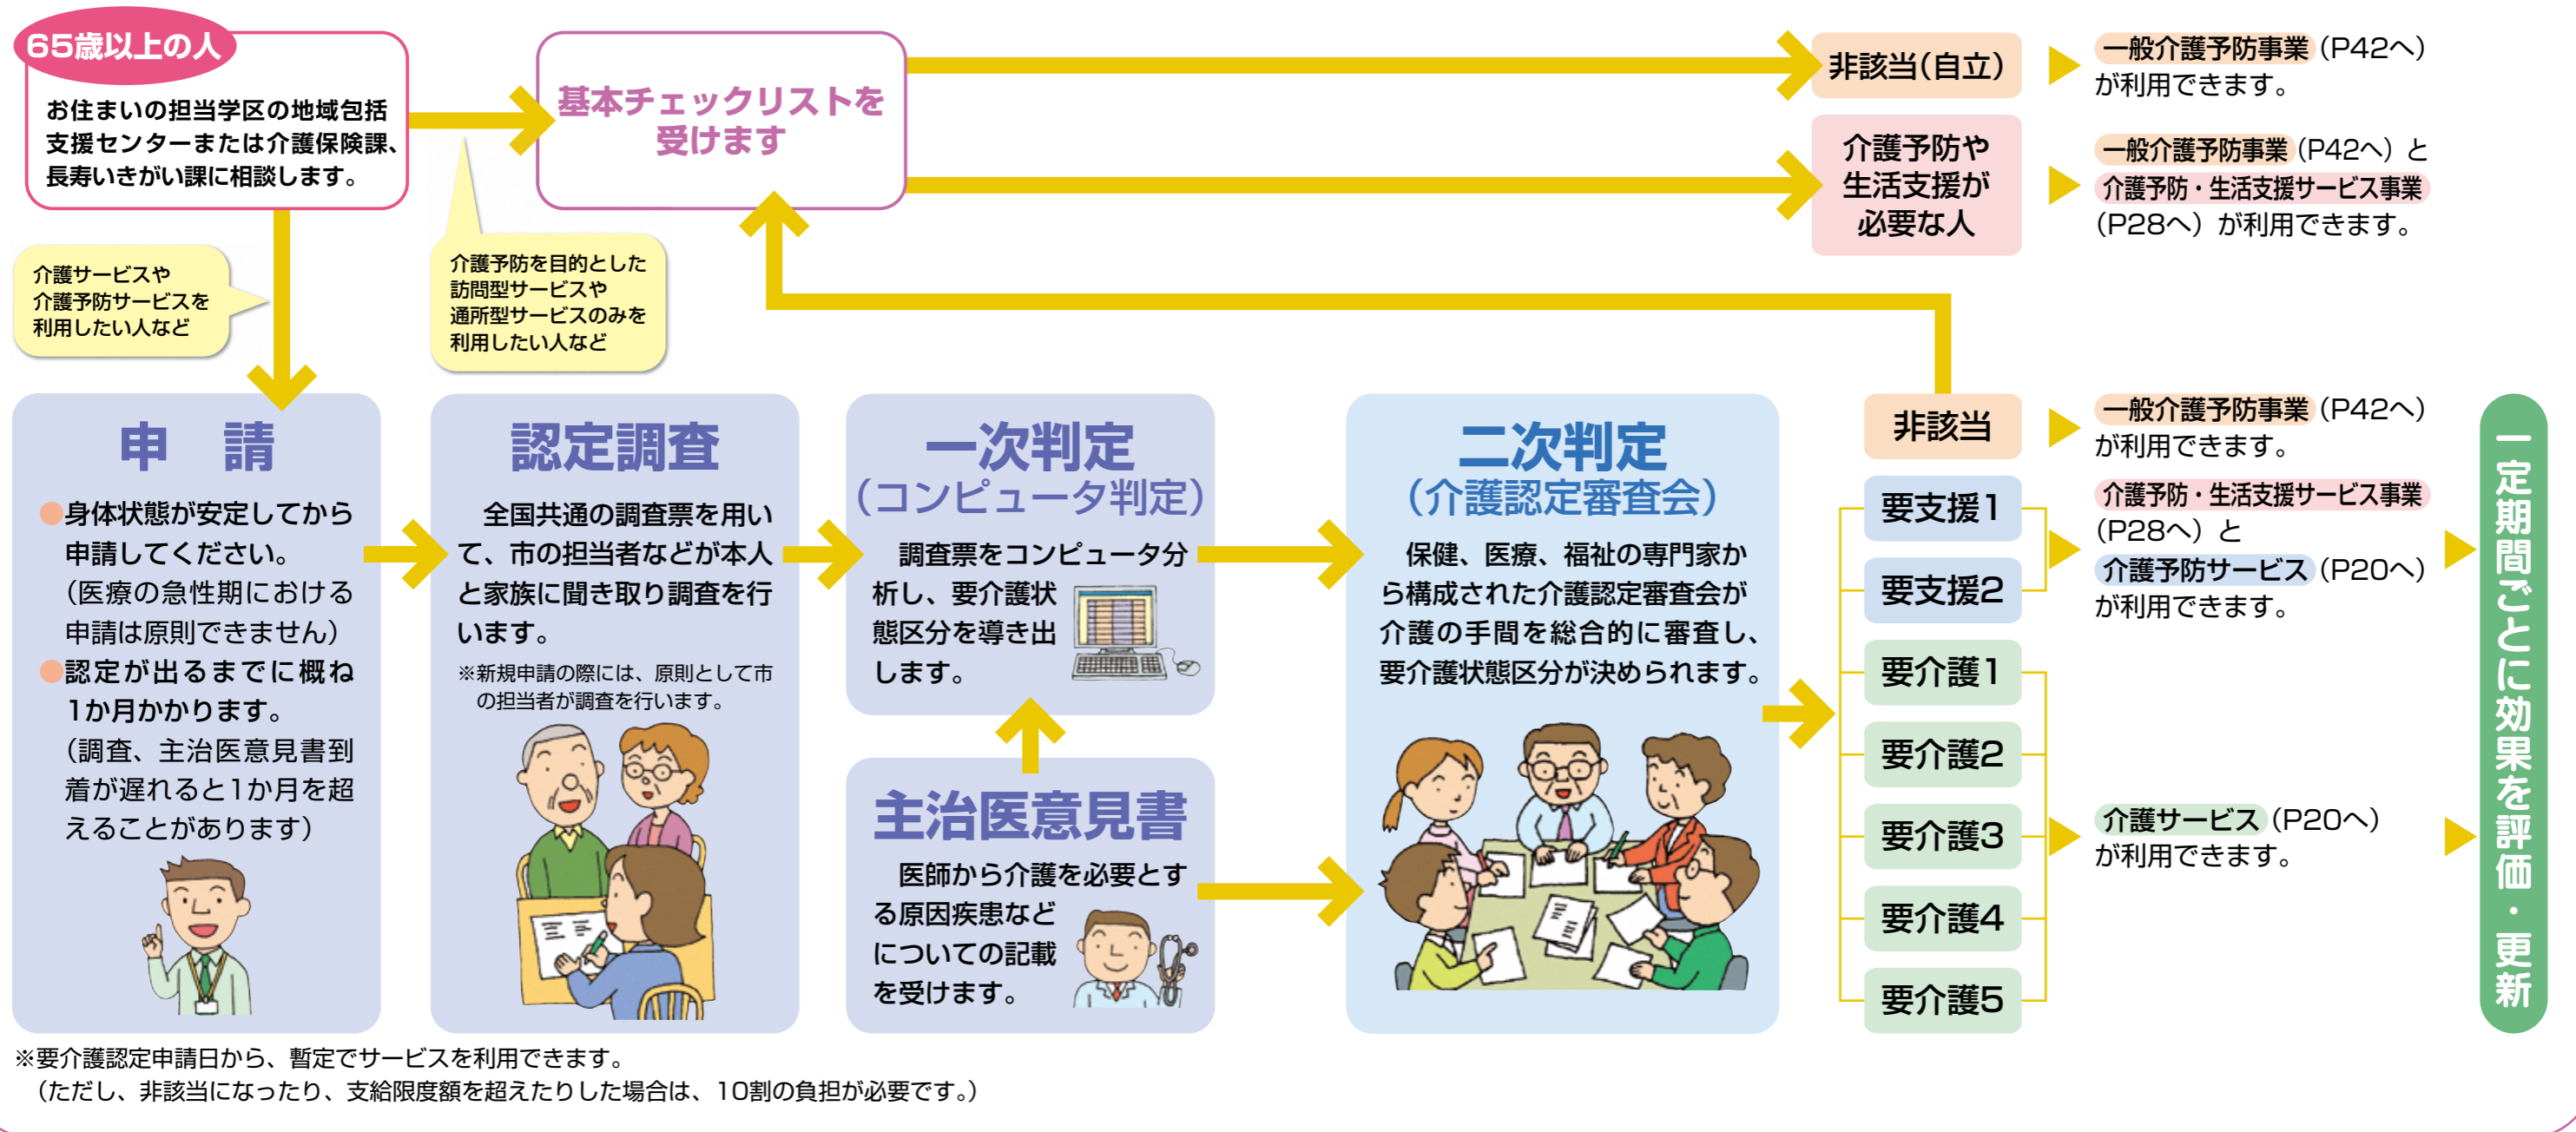 65歳以上の人
お住まいの担当学区の地域包括
支援センターまたは介護保険課、
長寿いきがい課に相談します。
基本チェックリストを
受けます
非該当(自立)
一般介護予防事業(P42へ)
が利用できます。
介護予防や
生活支援が
必要な人
一般介護予防事業(P42へ)と
介護予防・生活支援サービス事業
(P28へ)が利用できます。
介護サービスや
介護予防サービスを
利用したい人など
介護予防を目的とした
訪問型サービスや
通所型サービスのみを
利用したい人など
申　請
●身体状態が安定してから
申請してください。
(医療の急性期における
申請は原則できません)
●認定が出るまでに概ね
1か月かかります。
(調査、主治医意見書到
着が遅れると1か月を超
えることがあります)
認定調査
全国共通の調査票を用い
て、市の担当者などが本人
と家族に聞き取り調査を行
います。
※新規申請の際には、原則として市
の担当者が調査を行います。
一次判定
(コンピュータ判定)
調査票をコンピュータ分
析し、要介護状
態区分を導き出
します。
主治医意見書
医師から介護を必要とす
る原因疾患など
についての記載
を受けます。
二次判定
(介護認定審査会)
保健、医療、福祉の専門家か
ら構成された介護認定審査会が
介護の手間を総合的に審査し、
要介護状態区分が決められます。
非該当
一般介護予防事業(P42へ)
が利用できます。
要支援1
要支援2
介護予防・生活支援サービス事業
(P28へ)と
介護予防サービス(P20へ)
が利用できます。
要介護1
要介護2
要介護3
要介護4
要介護5
介護サービス(P20へ)
が利用できます。
一定期間ごとに効果を評価・更新
※要介護認定申請日から、暫定でサービスを利用できます。
(ただし、非該当になったり、支給限度額を超えたりした場合は、10割の負担が必要です。)